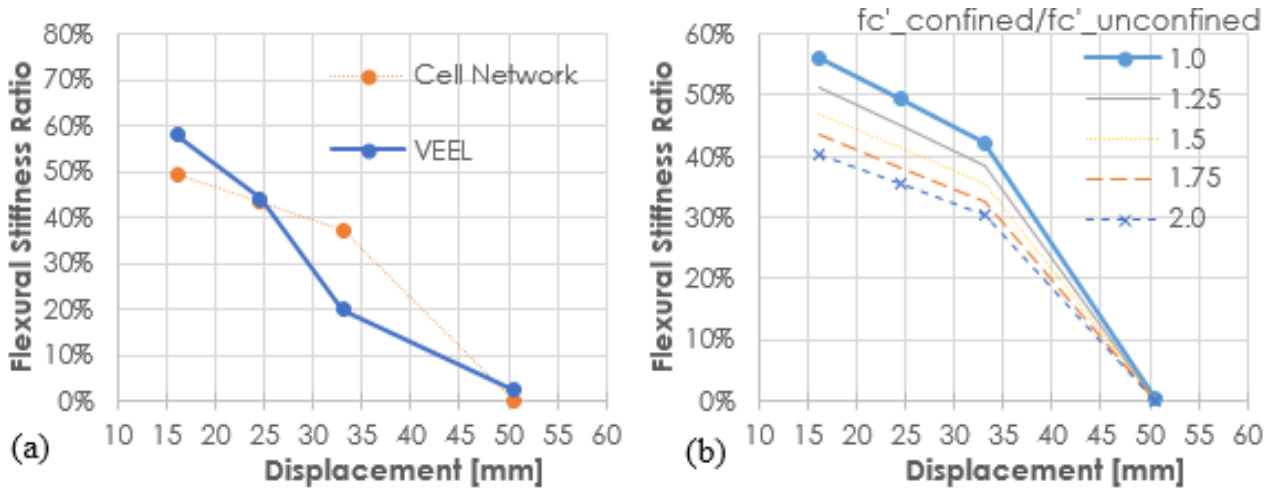 80%
70%
60%
50%
40%
30%
20%
10%
0%
Flexural Stiffness Ratio
Cell Network
VEEL
10 15 20 25 30 35 40 45 50 55 60
Displacement [mm]
(a)
fc'_confined/fc'_unconfined
60%
50%
40%
30%
20%
10%
0%
Flexural Stiffness Ratio
1.0
1.25
1.5
1.75
2.0
10 15 20 25 30 35 40 45 50 55 60
Displacement [mm]
(b)